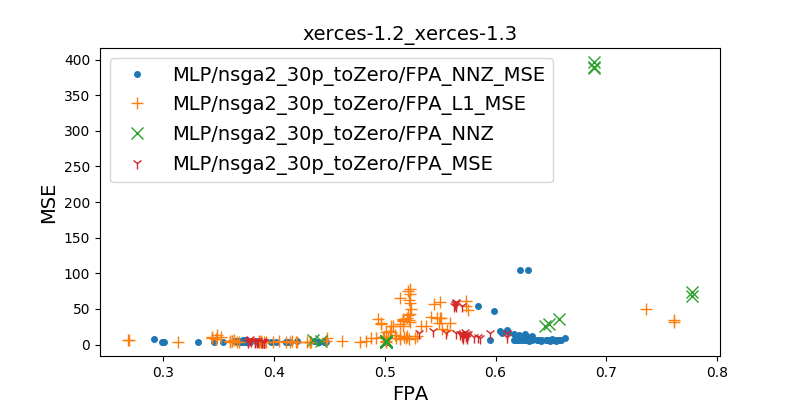 xerces-1.2_xerces-1.3
MLP/nsga2_30p_toZero/FPA_NNZ_MSE
MLP/nsga2_30p_toZero/FPA_L1_MSE
MLP/nsga2_30p_toZero/FPA_NNZ
MLP/nsga2_30p_toZero/FPA_MSE
MSE
400
350
300
250
200
150
100
50
0
0.3 0.4 0.5 0.6 0.7 0.8
FPA